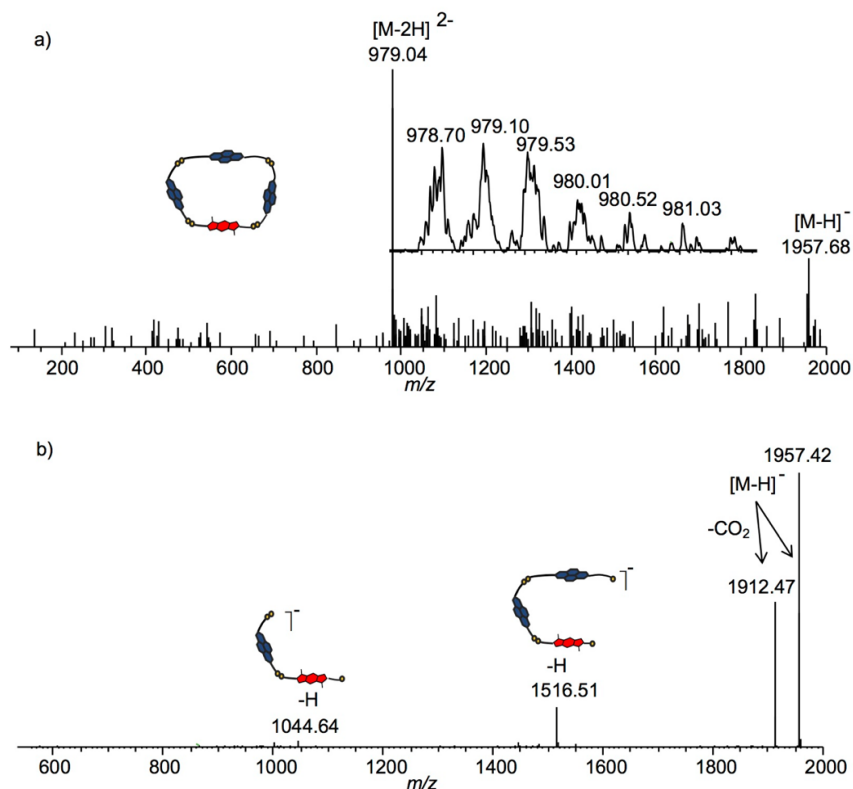 a)
[M-2H] 2-
979.04
978.70
979.10
979.53
980.01
980.52
981.03
[M-H]-
1957.68
200 400 600 800 1000 1200 1400 1600 1800 2000
m/z
b)
1957.42
[M-H]-
-CO2
1912.47
-H
1516.51
-H
1044.64
600 800 1000 1200 1400 1600 1800 2000
m/z